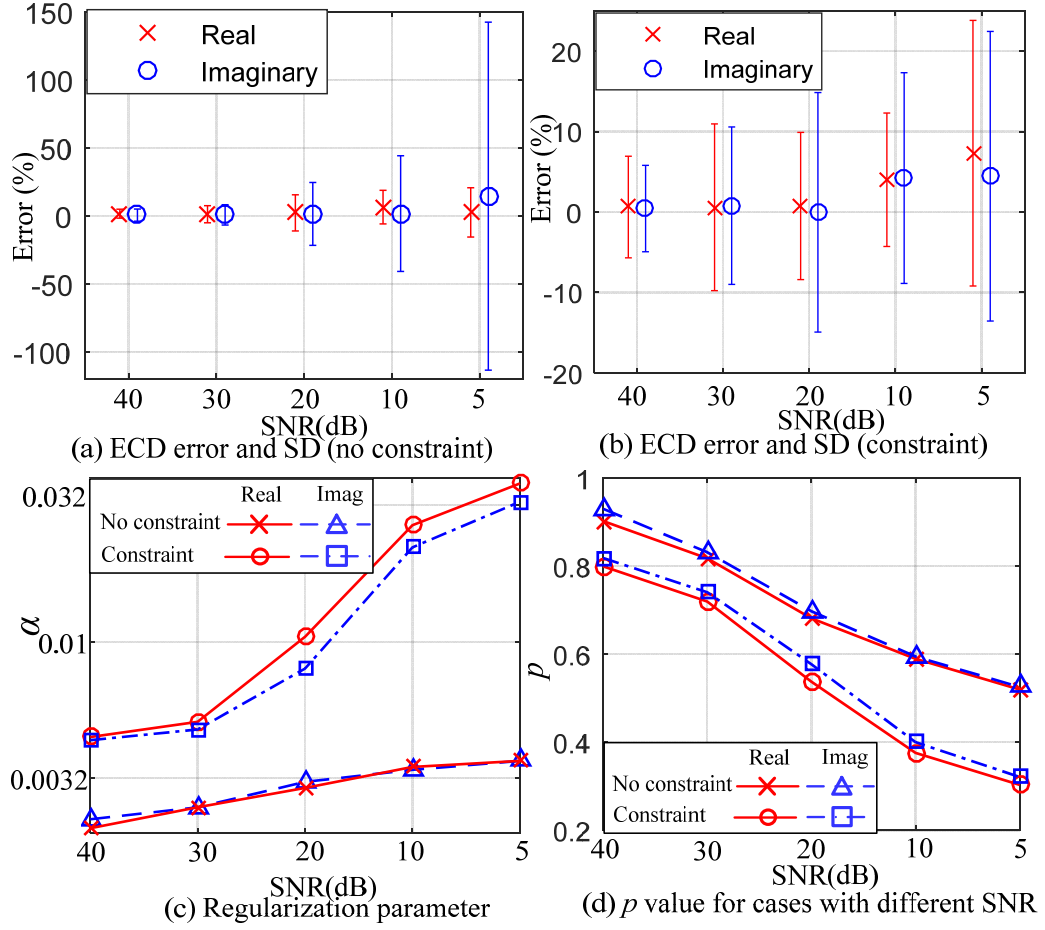 150
100
50
0
-50
-100
Error (%)
Real
Imaginary
40 30 20 10 5
SNR(dB)
(a) ECD error and SD (no constraint)
20
10
0
-10
-20
Error (%)
Real
Imaginary
40 30 20 10 5
SNR(dB)
(b) ECD error and SD (constraint)
0.032
0.01
0.0032
α
Real Imag
No constraint
Constraint
40 30 20 10 5
SNR(dB)
(c) Regularization parameter
1
0.8
0.6
0.4
0.2
p
Real Imag
No constraint
Constraint
40 30 20 10 5
SNR(dB)
(d) p value for cases with different SNR